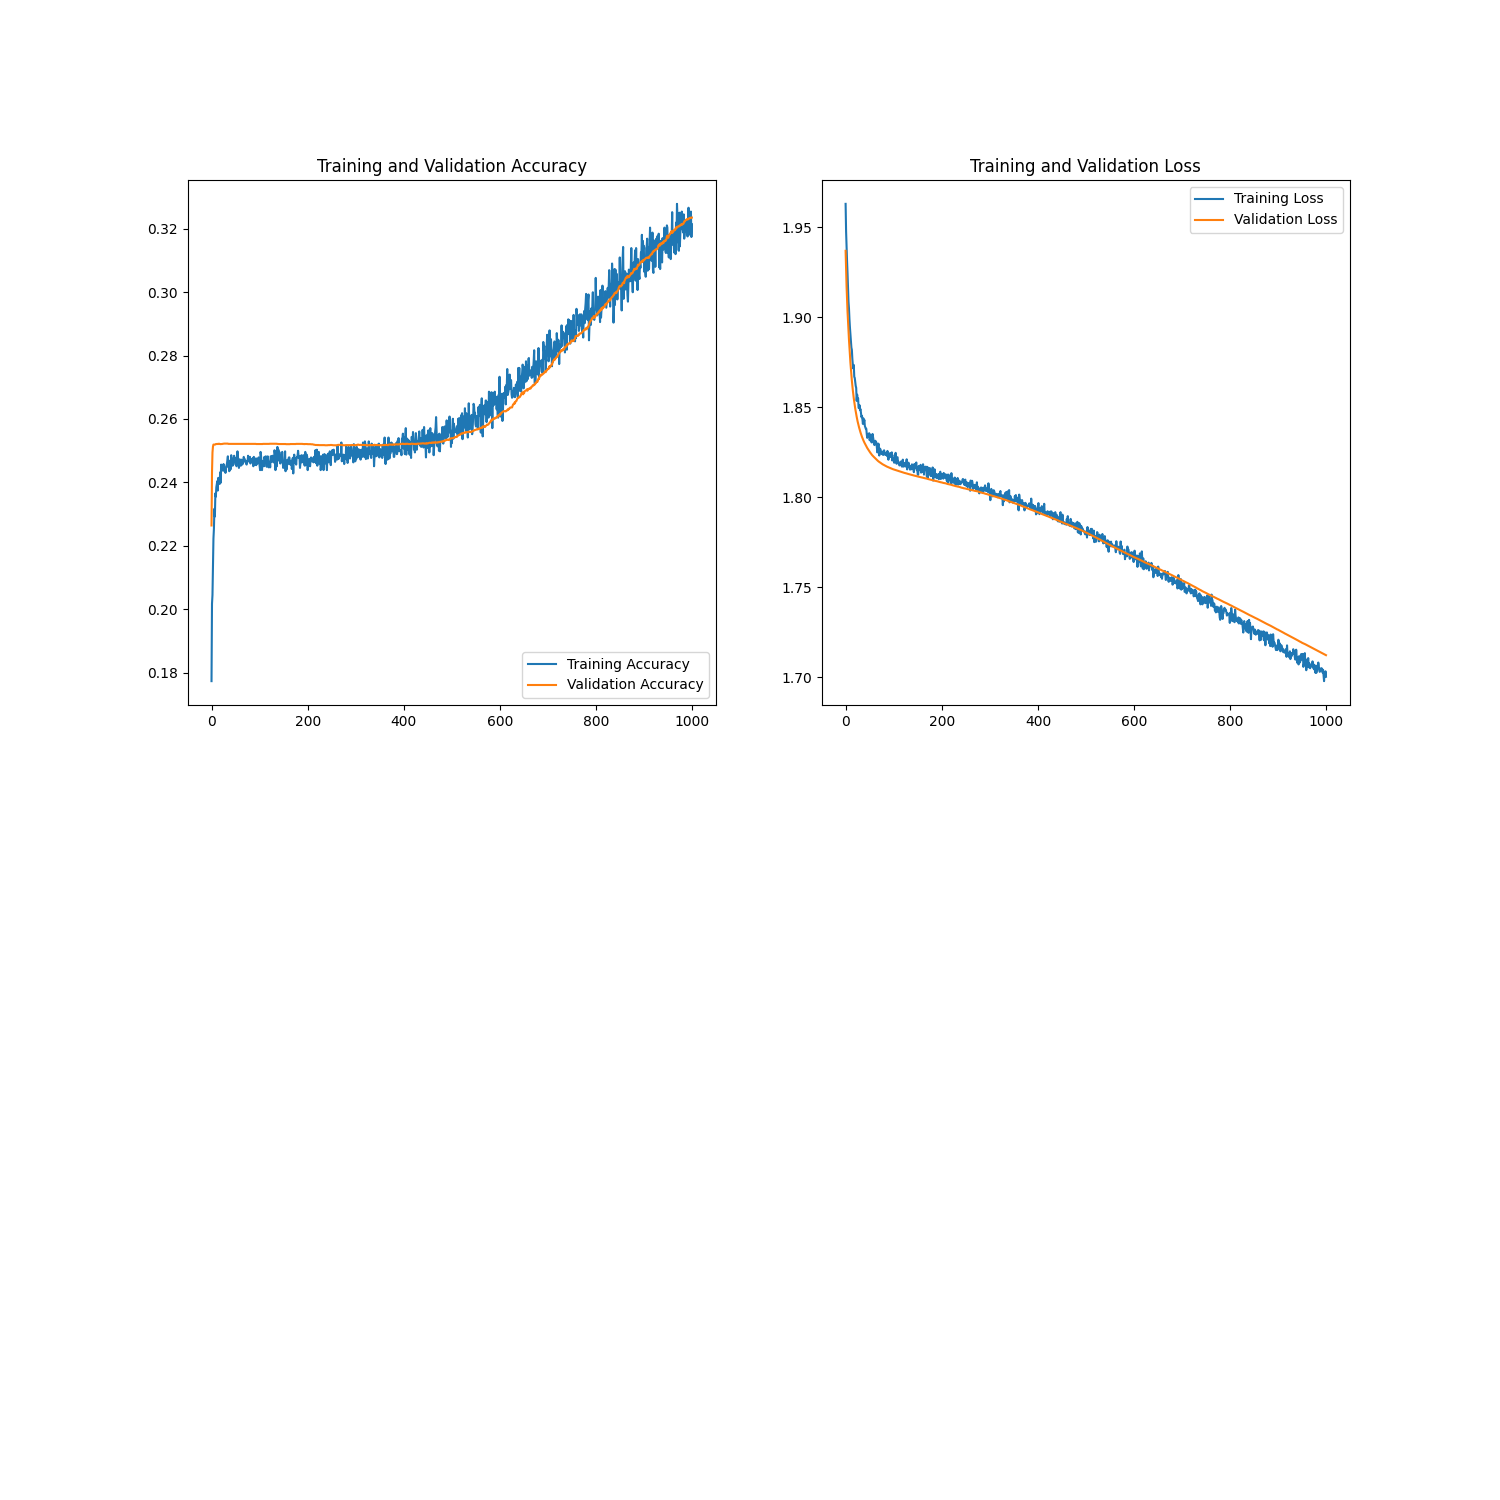 Training and Validation Accuracy
0.32
0.30
0.28
0.26
0.24
0.22
0.20
0.18
Training Accuracy
Validation Accuracy
0 200 400 600 800 1000
Training and Validation Loss
Training Loss
Validation Loss
1.95
1.90
1.85
1.80
1.75
1.70
0 200 400 600 800 1000